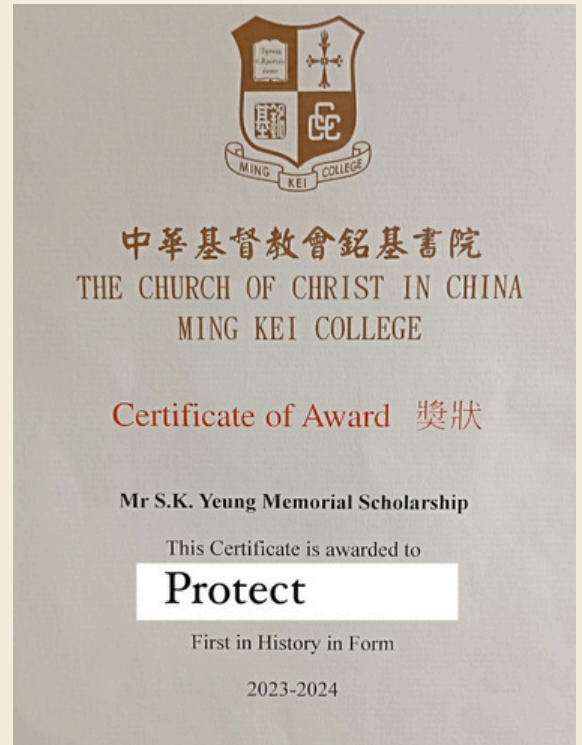 MING KEI COLLEGE
中華基督教會銘基書院
THE CHURCH OF CHRIST IN CHINA
MING KEI COLLEGE
Certificate of Award 獎狀
Mr S.K. Yeung Memorial Scholarship
This Certificate is awarded to
Protect
First in History in Form
2023-2024